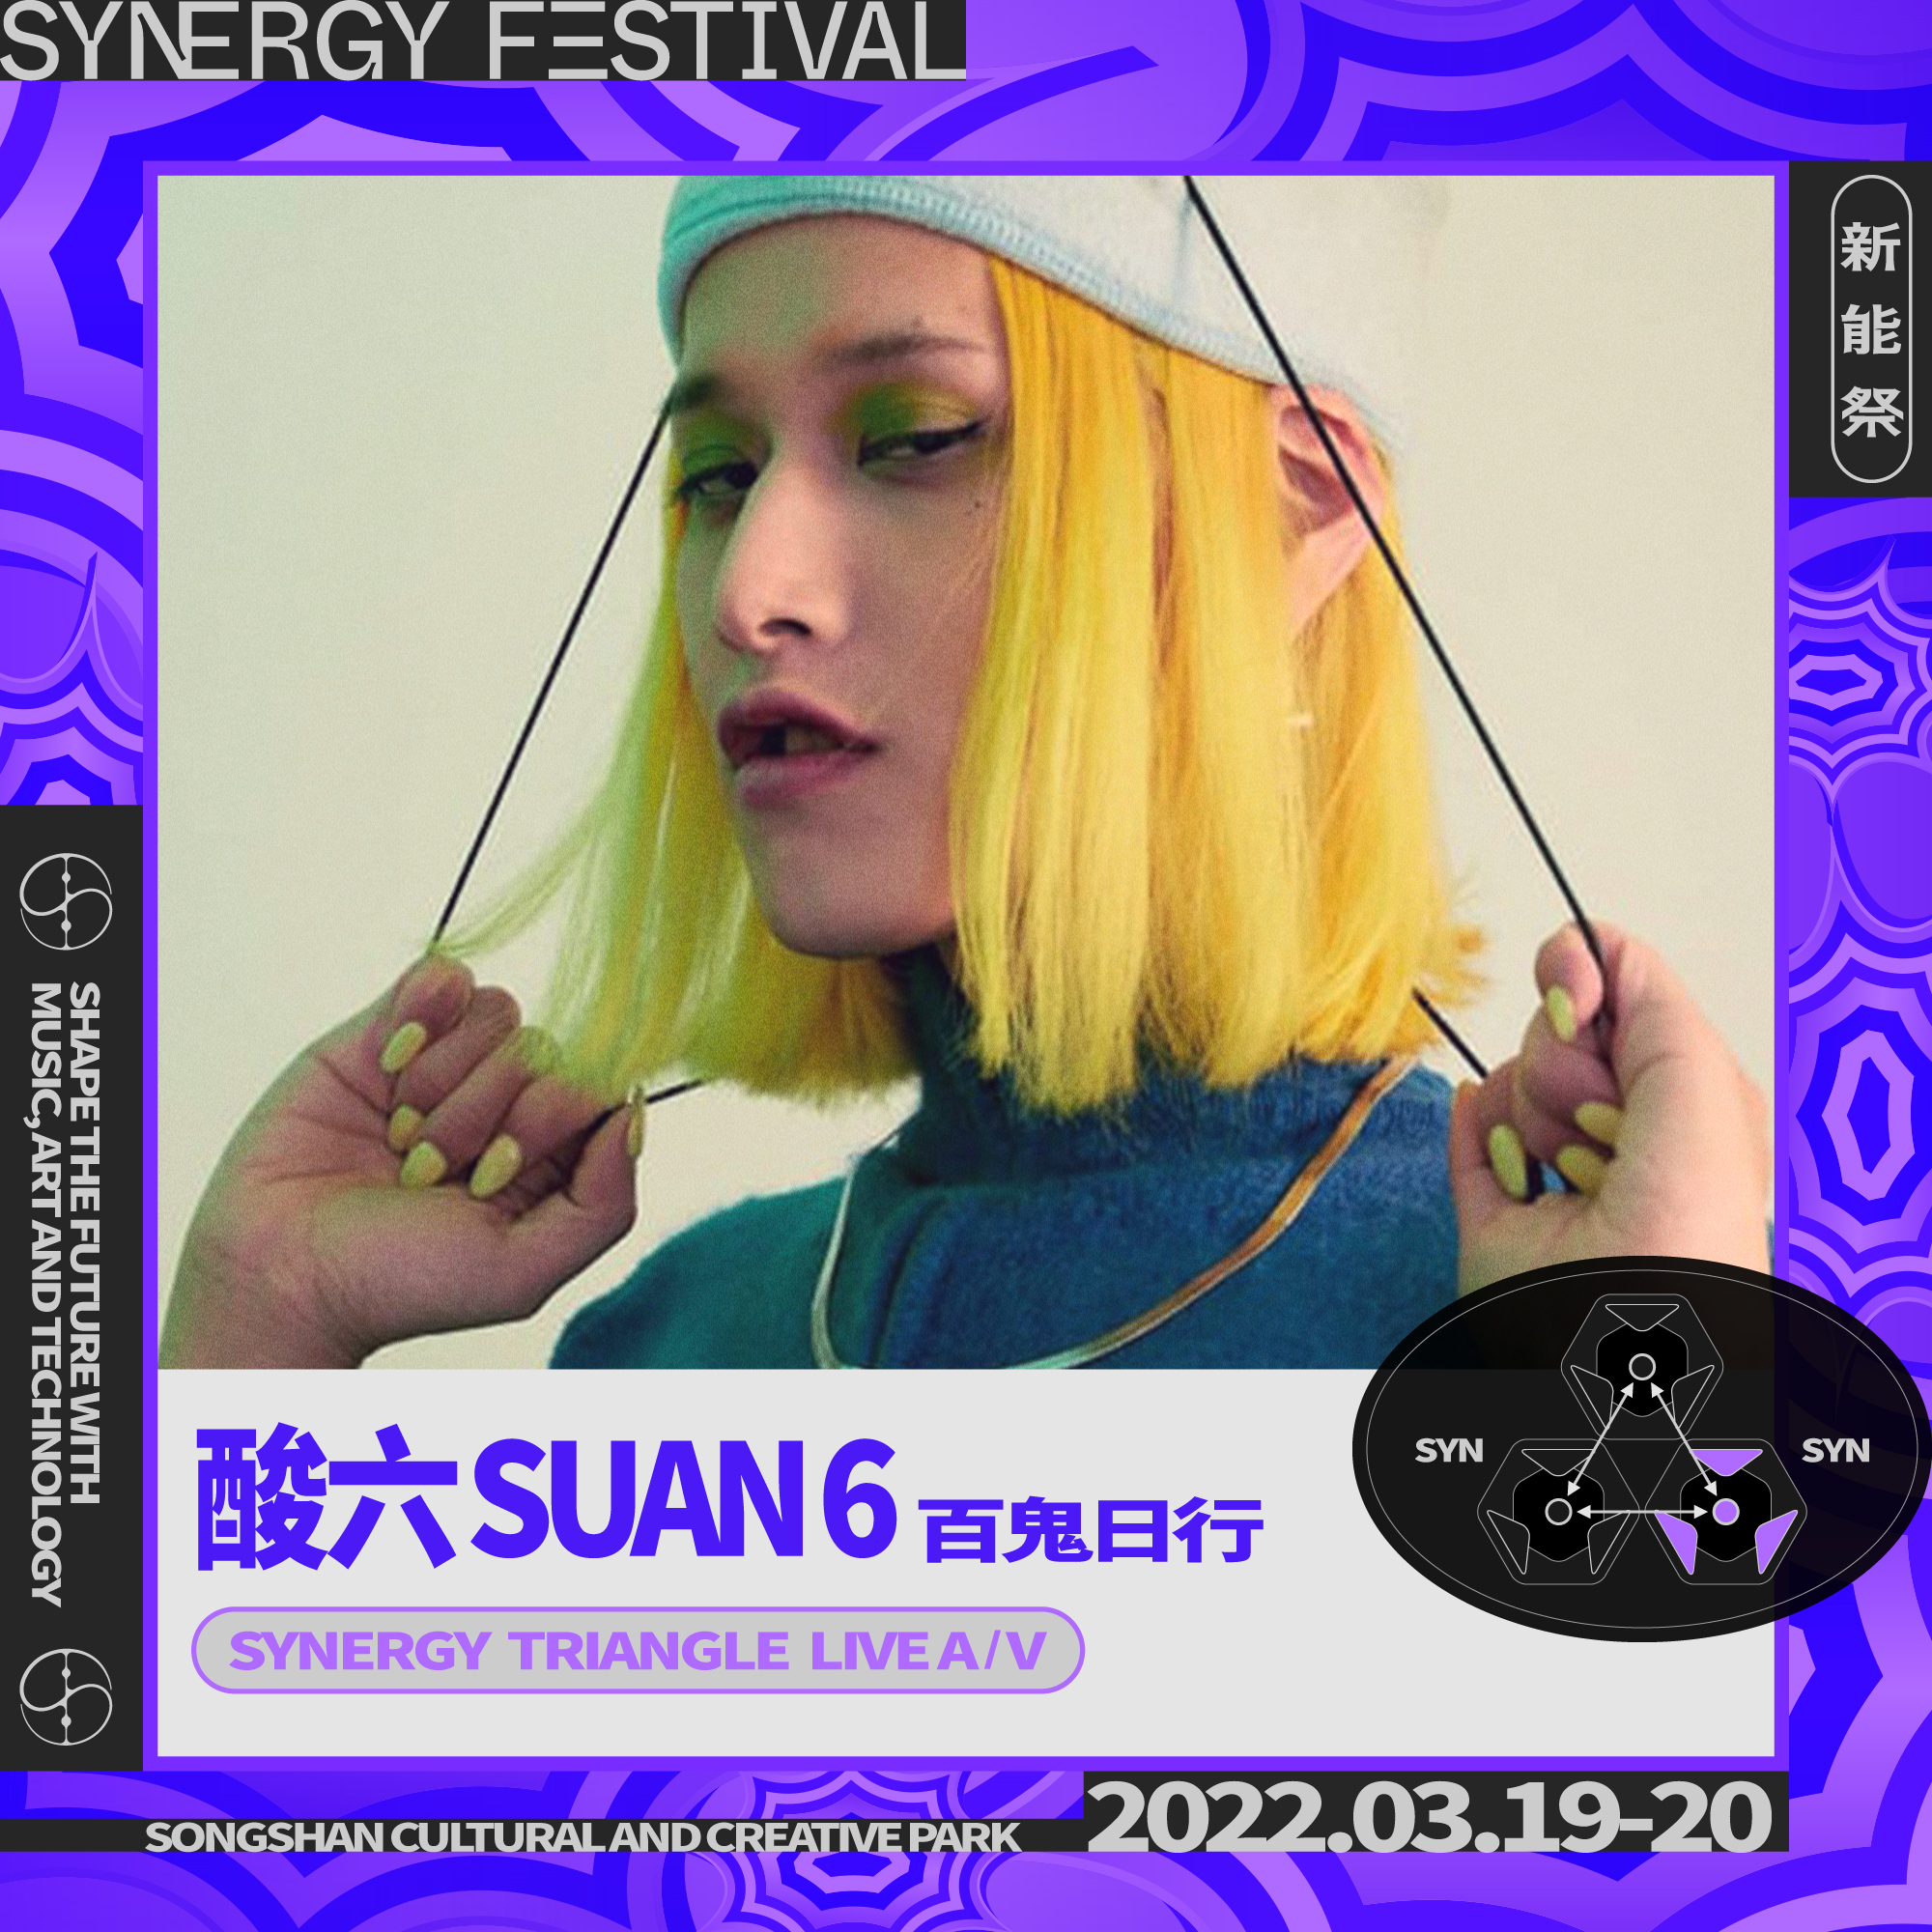 SYNERGY FESTIVAL
新能祭
SHAPE THE FUTURE WITH
MUSIC, ART AND TECHNOLOGY
SYN SYN
酸六 SUAN 6 百鬼日行
SYNERGY TRIANGLE LIVE A/V
2022.03.19-20
SONGSHAN CULTURAL AND CREATIVE PARK